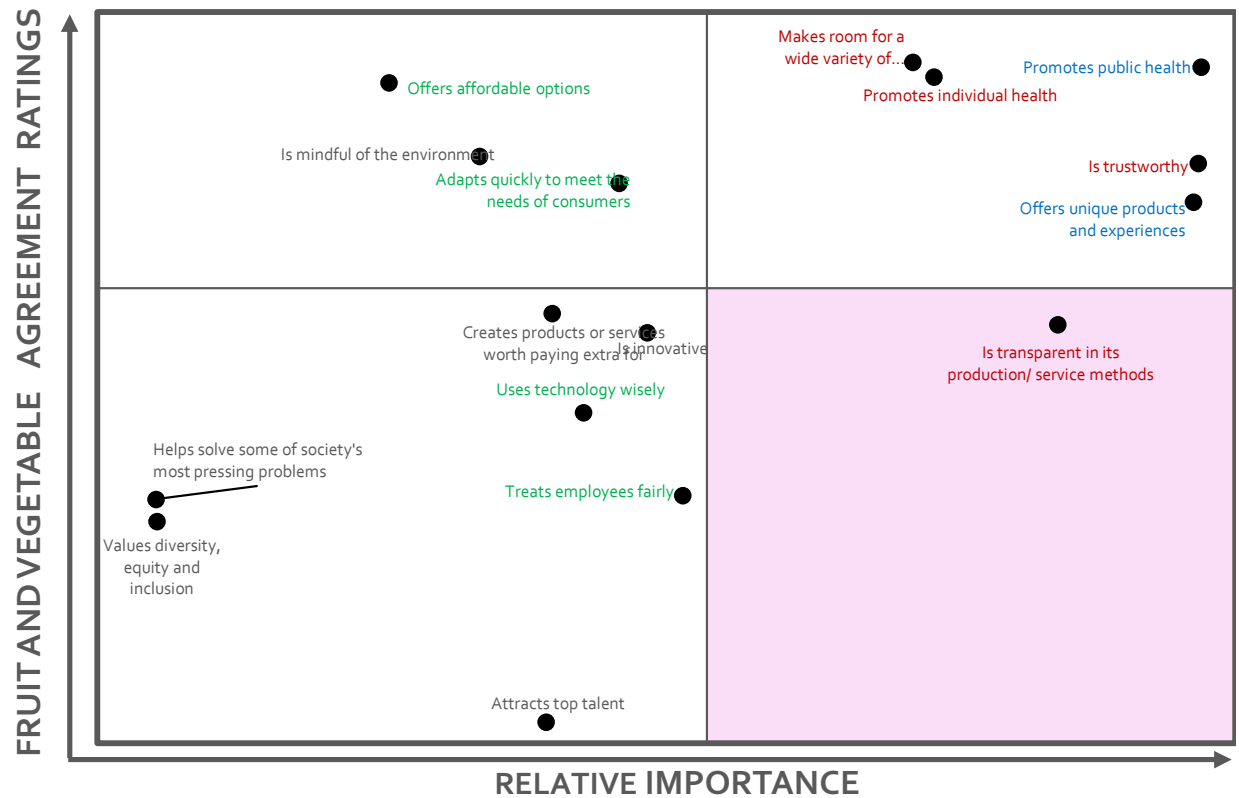 FRUIT AND VEGETABLE AGREEMENT RATINGS
Makes room for a
wide variety of...
Promotes public health
Offers affordable options
Promotes individual health
Is mindful of the environment
Is trustworthy
Adapts quickly to meet the
needs of consumers
Offers unique products
and experiences
Creates products or services
worth paying extra for
Is innovative
Is transparent in its
production/ service methods
Uses technology wisely
Helps solve some of society's
most pressing problems
Treats employees fairly
Values diversity,
equity and
inclusion
Attracts top talent
RELATIVE IMPORTANCE